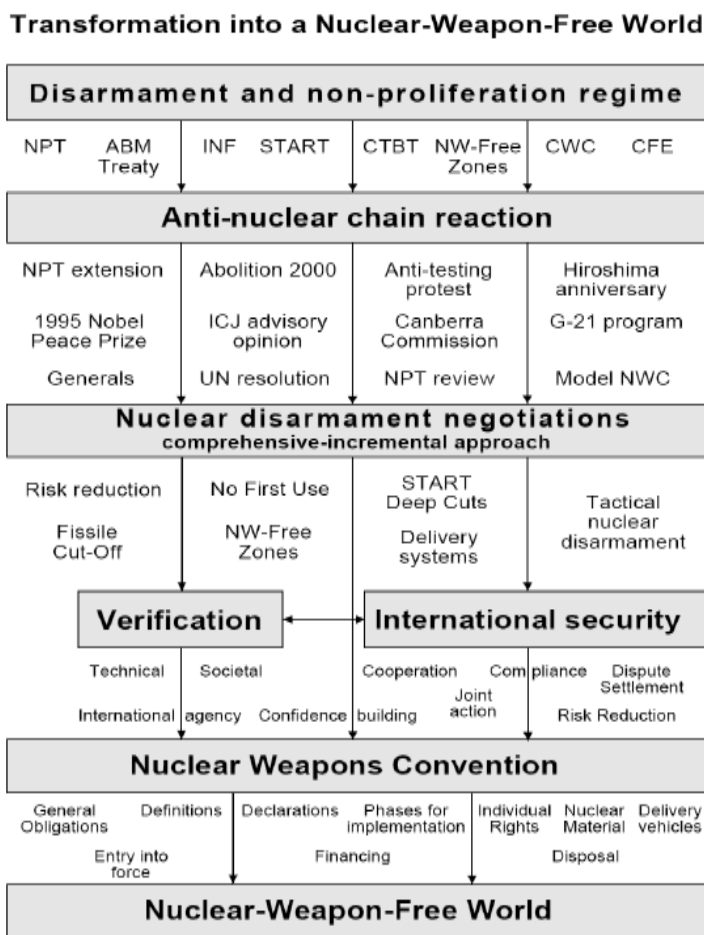 Transformation into a Nuclear-Weapon-Free World
Disarmament and non-proliferation regime
NPT ABM INF START CTBT NW-Free CWC CFE
Treaty Zones
Anti-nuclear chain reaction
NPT extension Abolition 2000 Anti-testing Hiroshima
protest anniversary
1995 Nobel ICJ advisory Canberra G-21 program
Peace Prize opinion Commission
Generals UN resolution NPT review Model NWC
Nuclear disarmament negotiations
comprehensive-incremental approach
Risk reduction No First Use START Tactical
Deep Cuts nuclear
Fissile NW-Free Delivery disarmament
Cut-Off Zones systems
Verification International security
Technical Societal Cooperation Compliance Dispute
Settlement
International agency Confidence building Joint Risk Reduction
action
Nuclear Weapons Convention
General Definitions Declarations Phases for Individual Nuclear Delivery
Obligations implementation Rights Material vehicles
Entry into Financing Disposal
force
Nuclear-Weapon-Free World